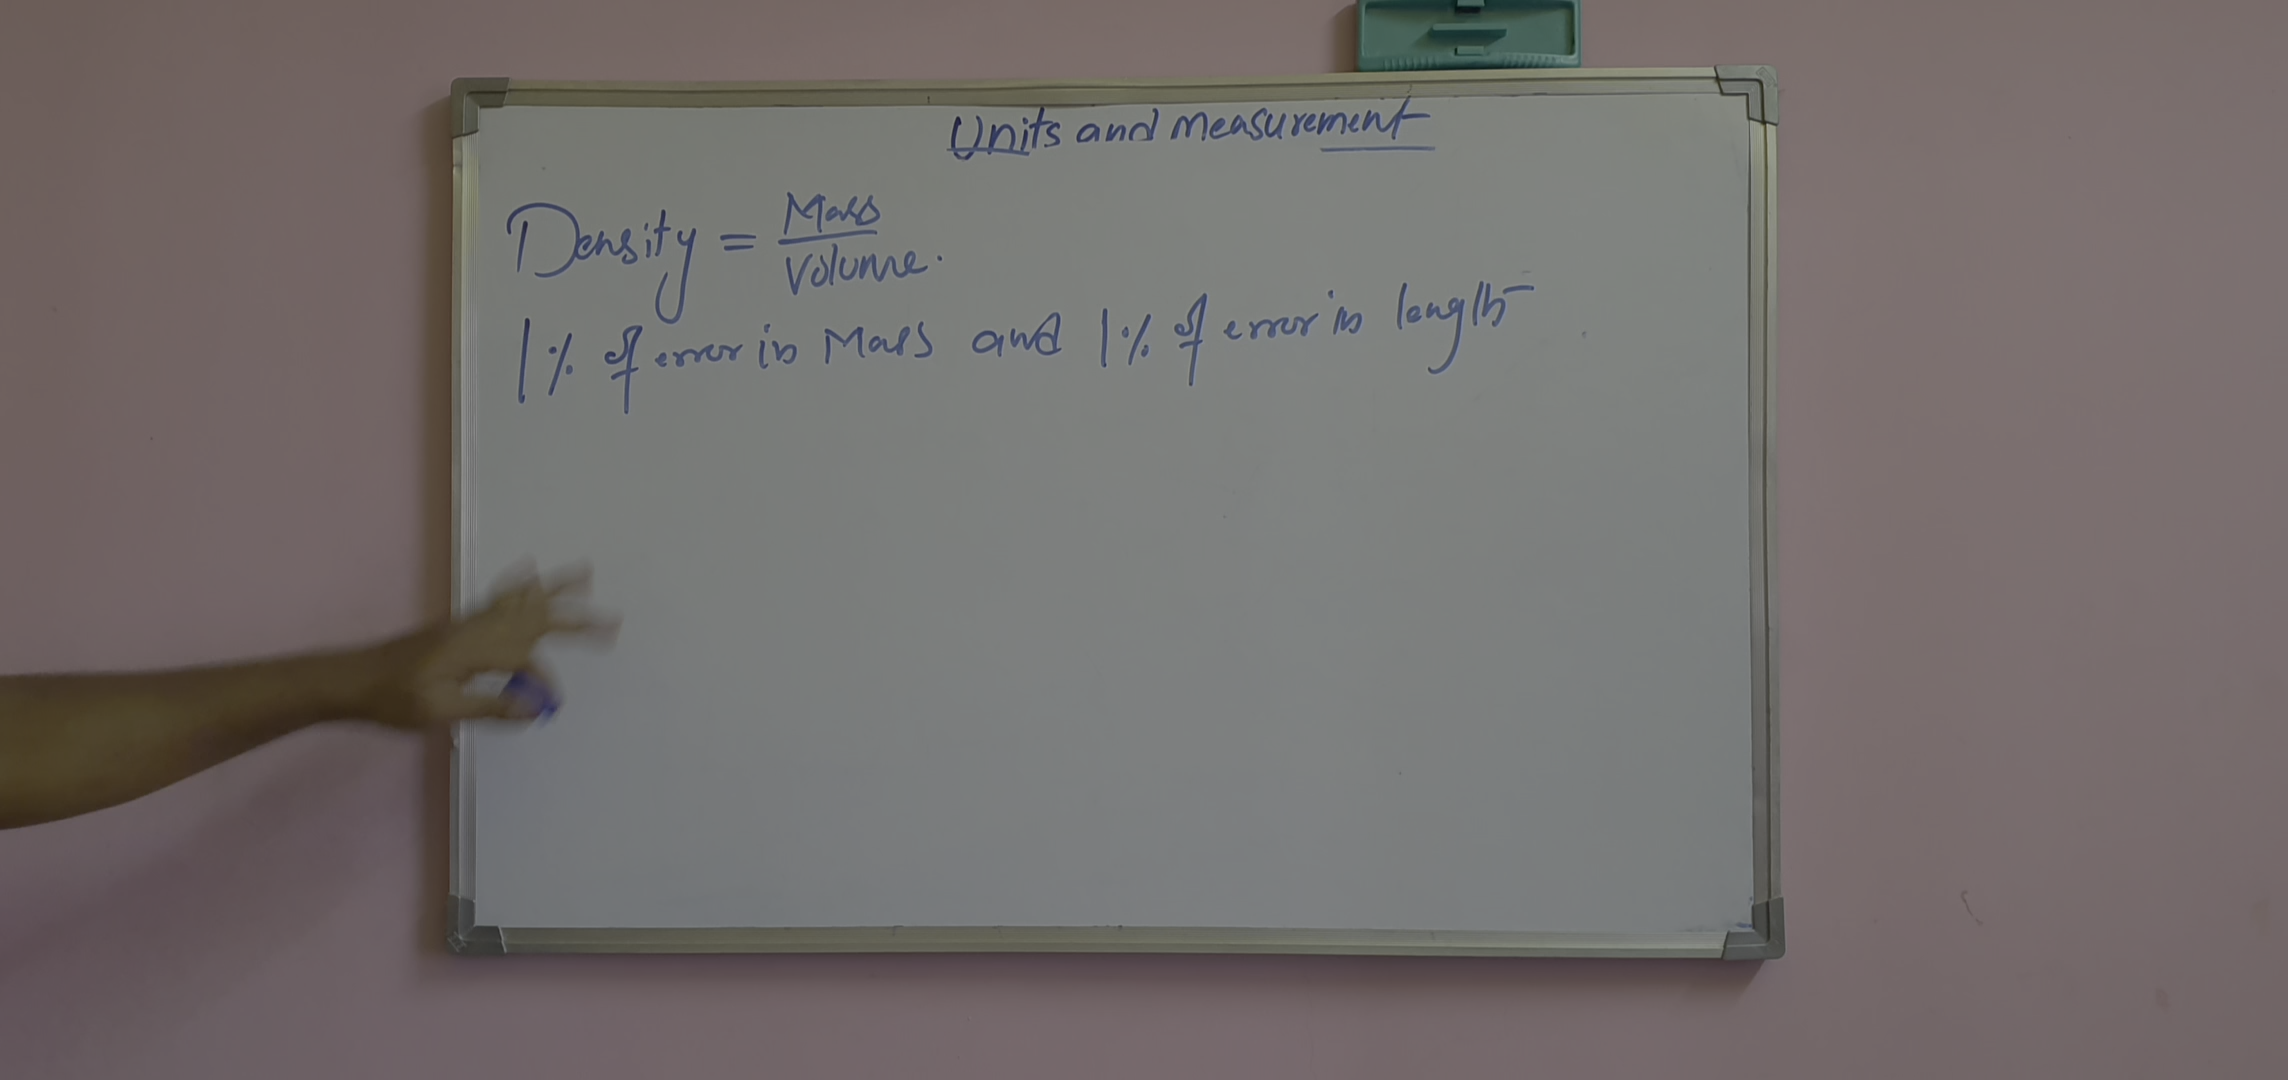 Units and measurement
Density = Mass / Volume.
1% of error in Mass and 1% of error in length